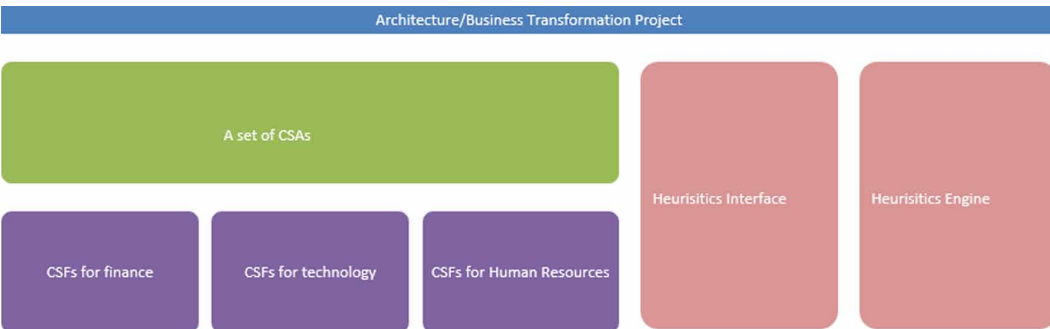 Architecture/Business Transformation Project
A set of CSAs
Heurisitics Interface
Heurisitics Engine
CSFs for finance
CSFs for technology
CSFs for Human Resources